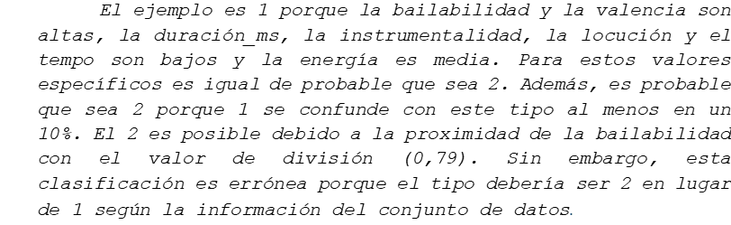 El ejemplo es 1 porque la bailabilidad y la valencia son
altas, la duración_ms, la instrumentalidad, la locución y el
tempo son bajos y la energía es media. Para estos valores
específicos es igual de probable que sea 2. Además, es probable
que sea 2 porque 1 se confunde con este tipo al menos en un
10%. El 2 es posible debido a la proximidad de la bailabilidad
con el valor de división (0,79). Sin embargo, esta
clasificación es errónea porque el tipo debería ser 2 en lugar
de 1 según la información del conjunto de datos.